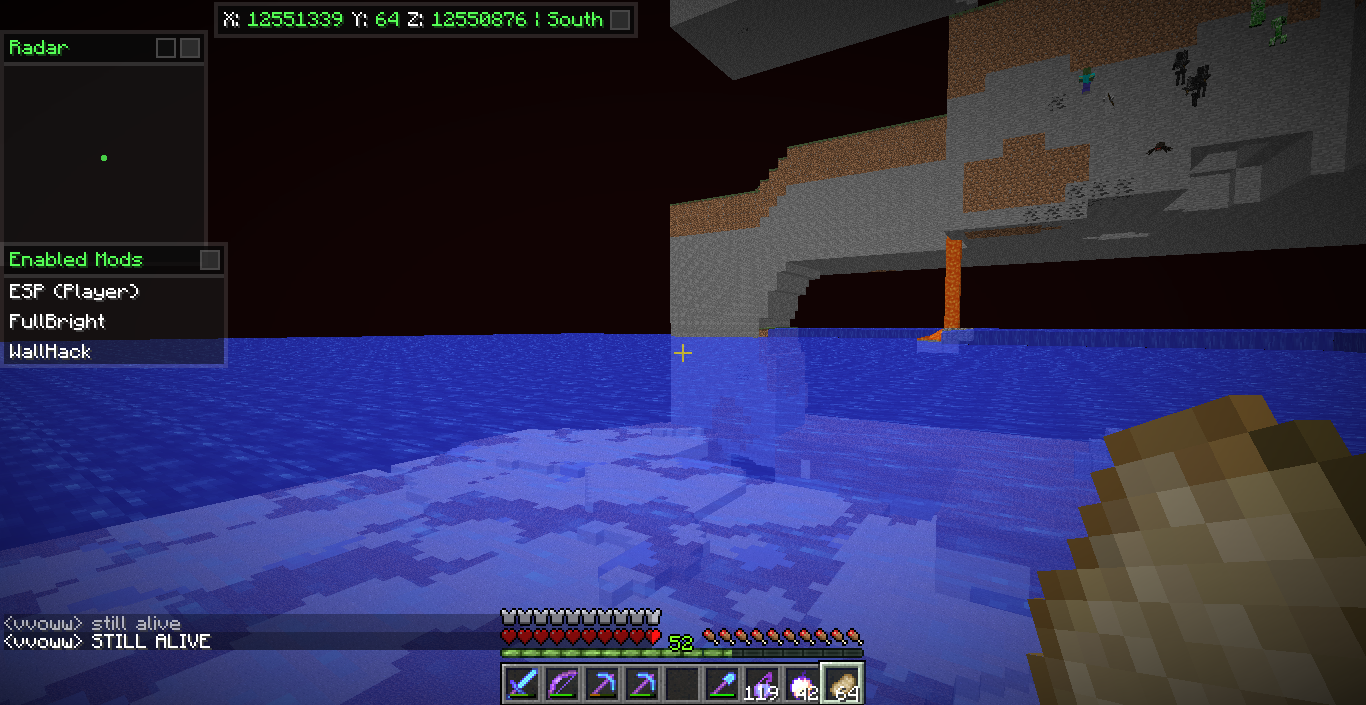 X: 12551339 Y: 64 Z: 12550876 ¦ South
Radar
Enabled Mods
ESP (Player)
FullBright
WallHack
<vvoww> still alive
<vvoww> STILL ALIVE
52
119 42 64